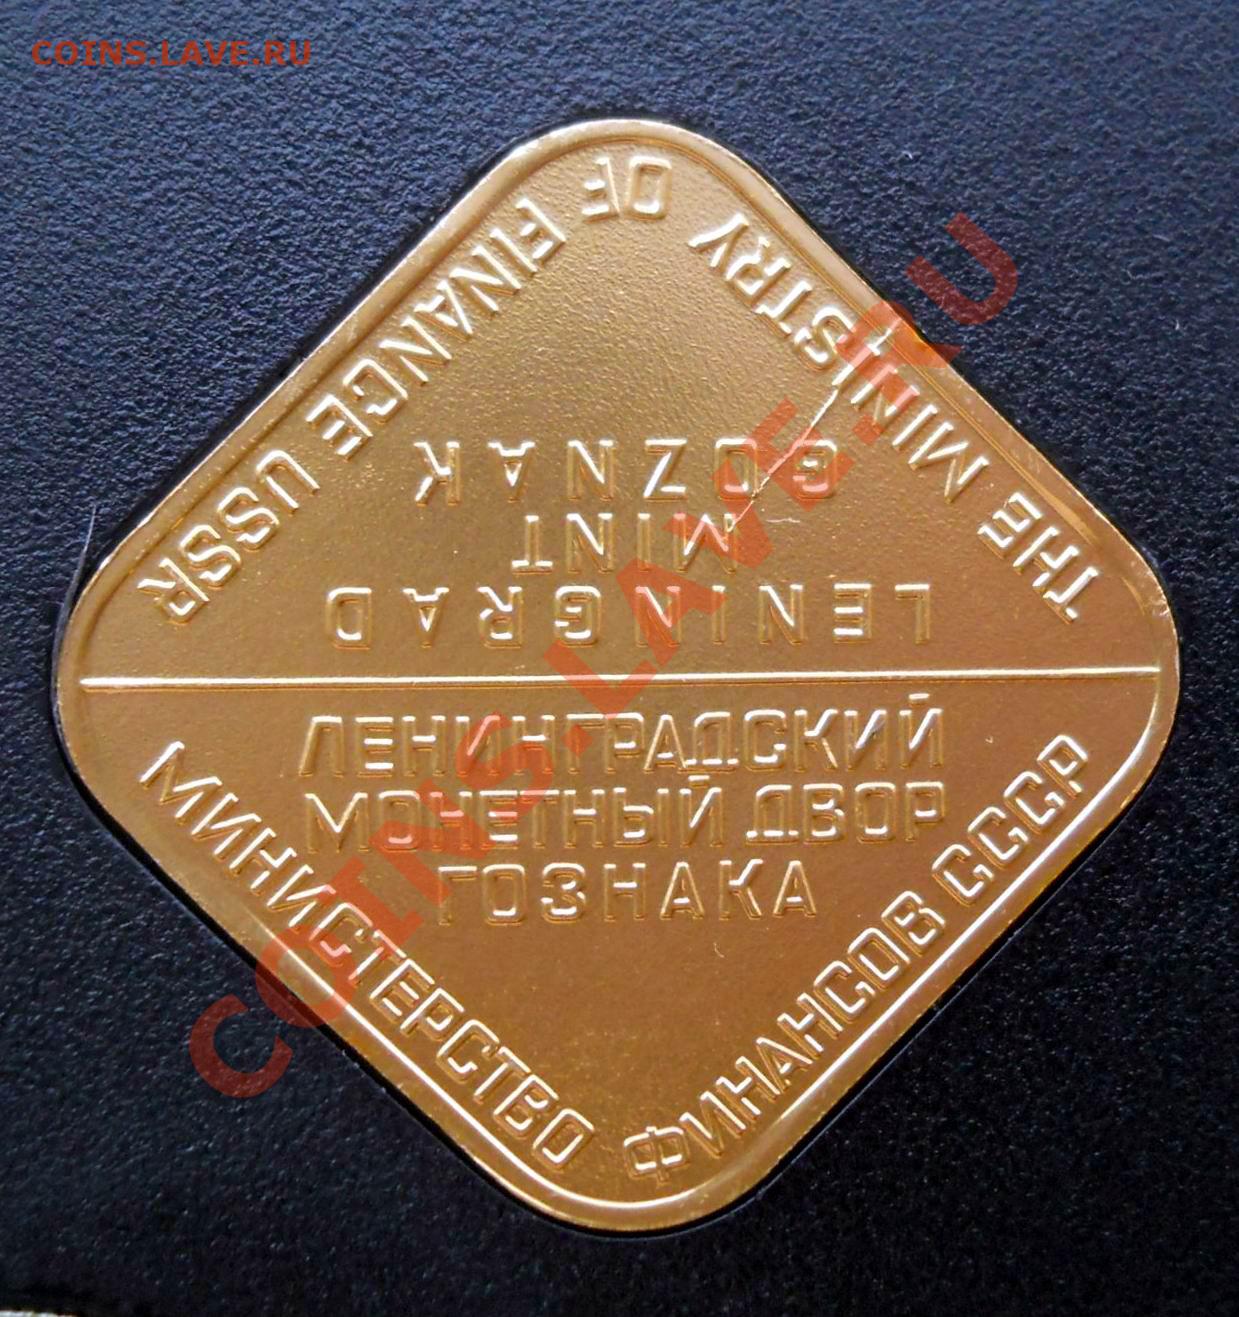 COINS.LAVE.RU
THE MINISTRY OF FINANCE USSR
LENINGRAD
MINT
GOZNAK
ЛЕНИНГРАДСКИЙ
МОНЕТНЫЙ ДВОР
ГОЗНАКА
МИНИСТЕРСТВО ФИНАНСОВ СССР
COINS.LAVE.RU